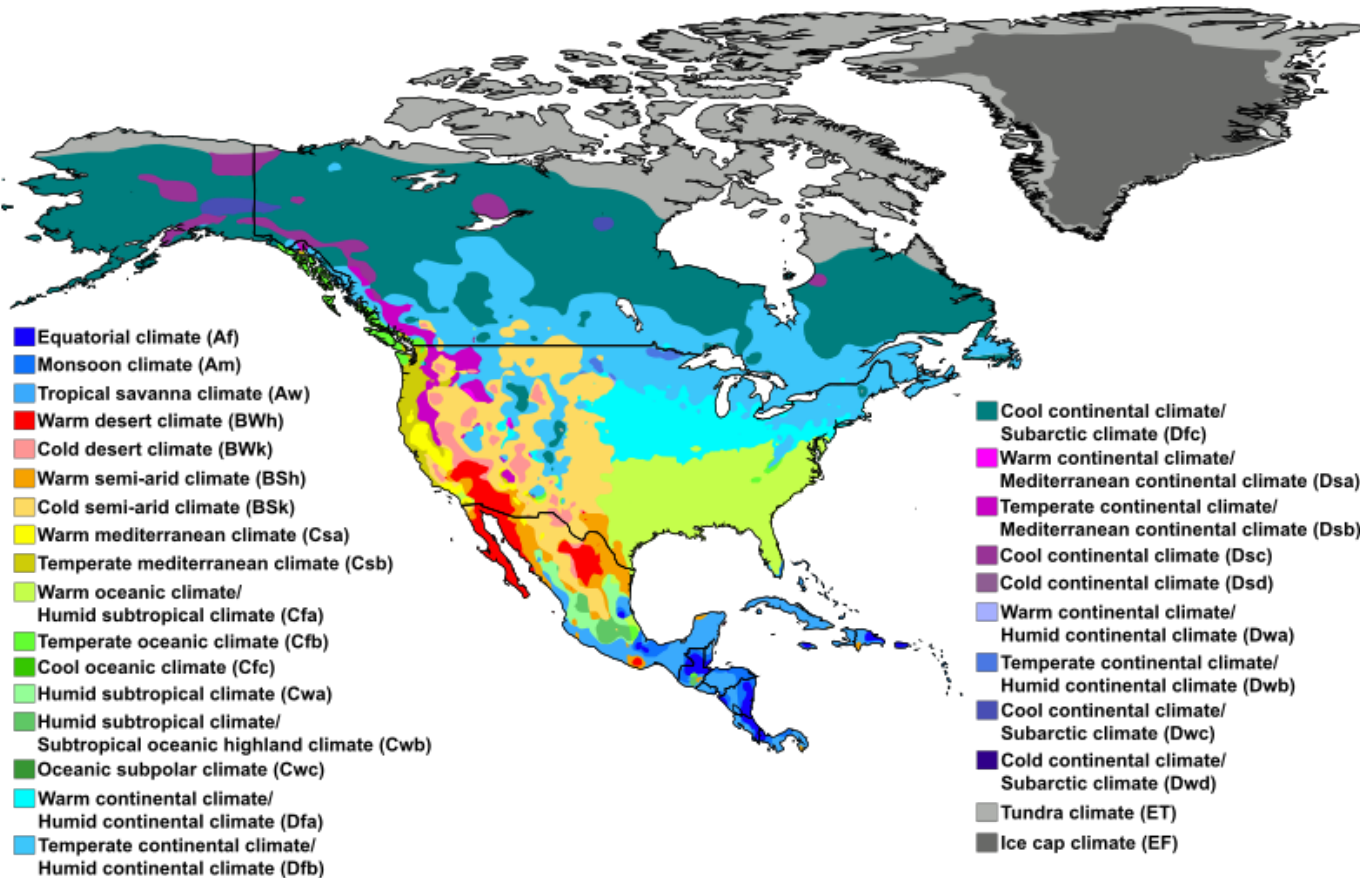 Equatorial climate (Af)
Monsoon climate (Am)
Tropical savanna climate (Aw)
Warm desert climate (BWh)
Cold desert climate (BWk)
Warm semi-arid climate (BSh)
Cold semi-arid climate (BSk)
Warm mediterranean climate (Csa)
Temperate mediterranean climate (Csb)
Warm oceanic climate/
Humid subtropical climate (Cfa)
Temperate oceanic climate (Cfb)
Cool oceanic climate (Cfc)
Humid subtropical climate (Cwa)
Humid subtropical climate/
Subtropical oceanic highland climate (Cwb)
Oceanic subpolar climate (Cwc)
Warm continental climate/
Humid continental climate (Dfa)
Temperate continental climate/
Humid continental climate (Dfb)
Cool continental climate/
Subarctic climate (Dfc)
Warm continental climate/
Mediterranean continental climate (Dsa)
Temperate continental climate/
Mediterranean continental climate (Dsb)
Cool continental climate (Dsc)
Cold continental climate (Dsd)
Warm continental climate/
Humid continental climate (Dwa)
Temperate continental climate/
Humid continental climate (Dwb)
Cool continental climate/
Subarctic climate (Dwc)
Cold continental climate/
Subarctic climate (Dwd)
Tundra climate (ET)
Ice cap climate (EF)